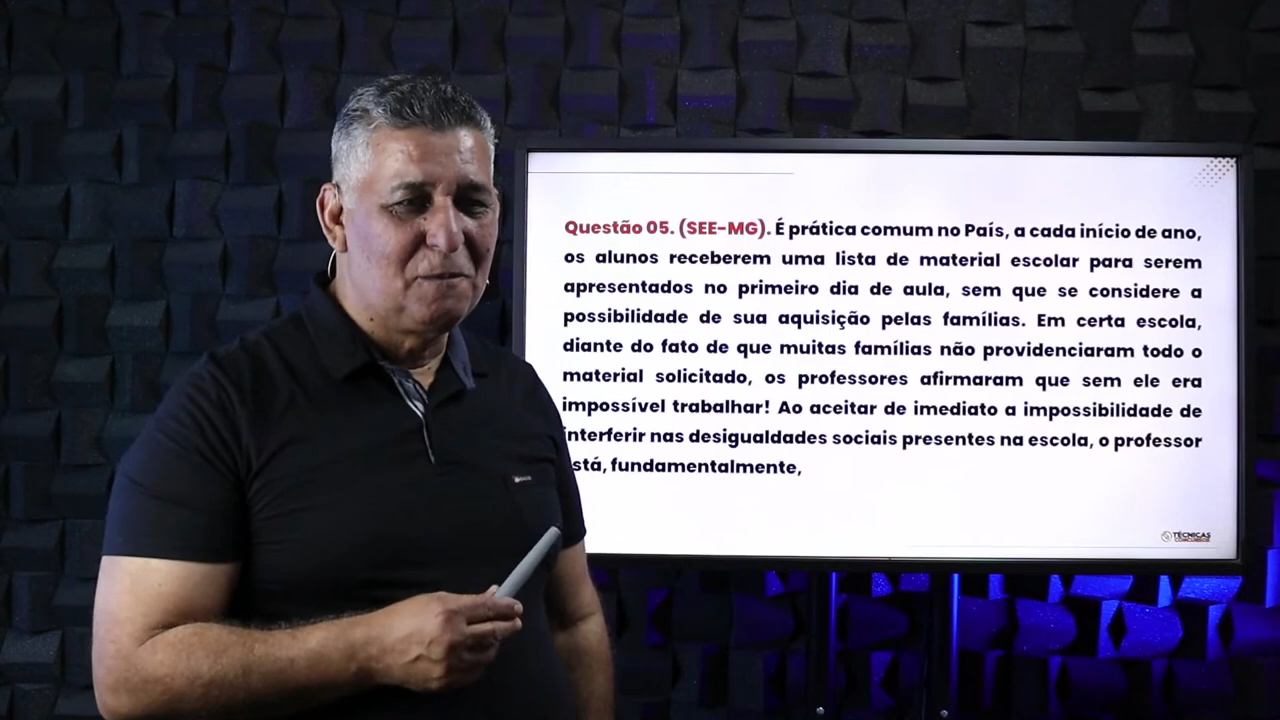 Questão 05. (SEE-MG). É prática comum no País, a cada início de ano,
os alunos receberem uma lista de material escolar para serem
apresentados no primeiro dia de aula, sem que se considere a
possibilidade de sua aquisição pelas famílias. Em certa escola,
diante do fato de que muitas famílias não providenciaram todo o
material solicitado, os professores afirmaram que sem ele era
impossível trabalhar! Ao aceitar de imediato a impossibilidade de
interferir nas desigualdades sociais presentes na escola, o professor
stá, fundamentalmente,
TÉCNICAS
CONCURSOS